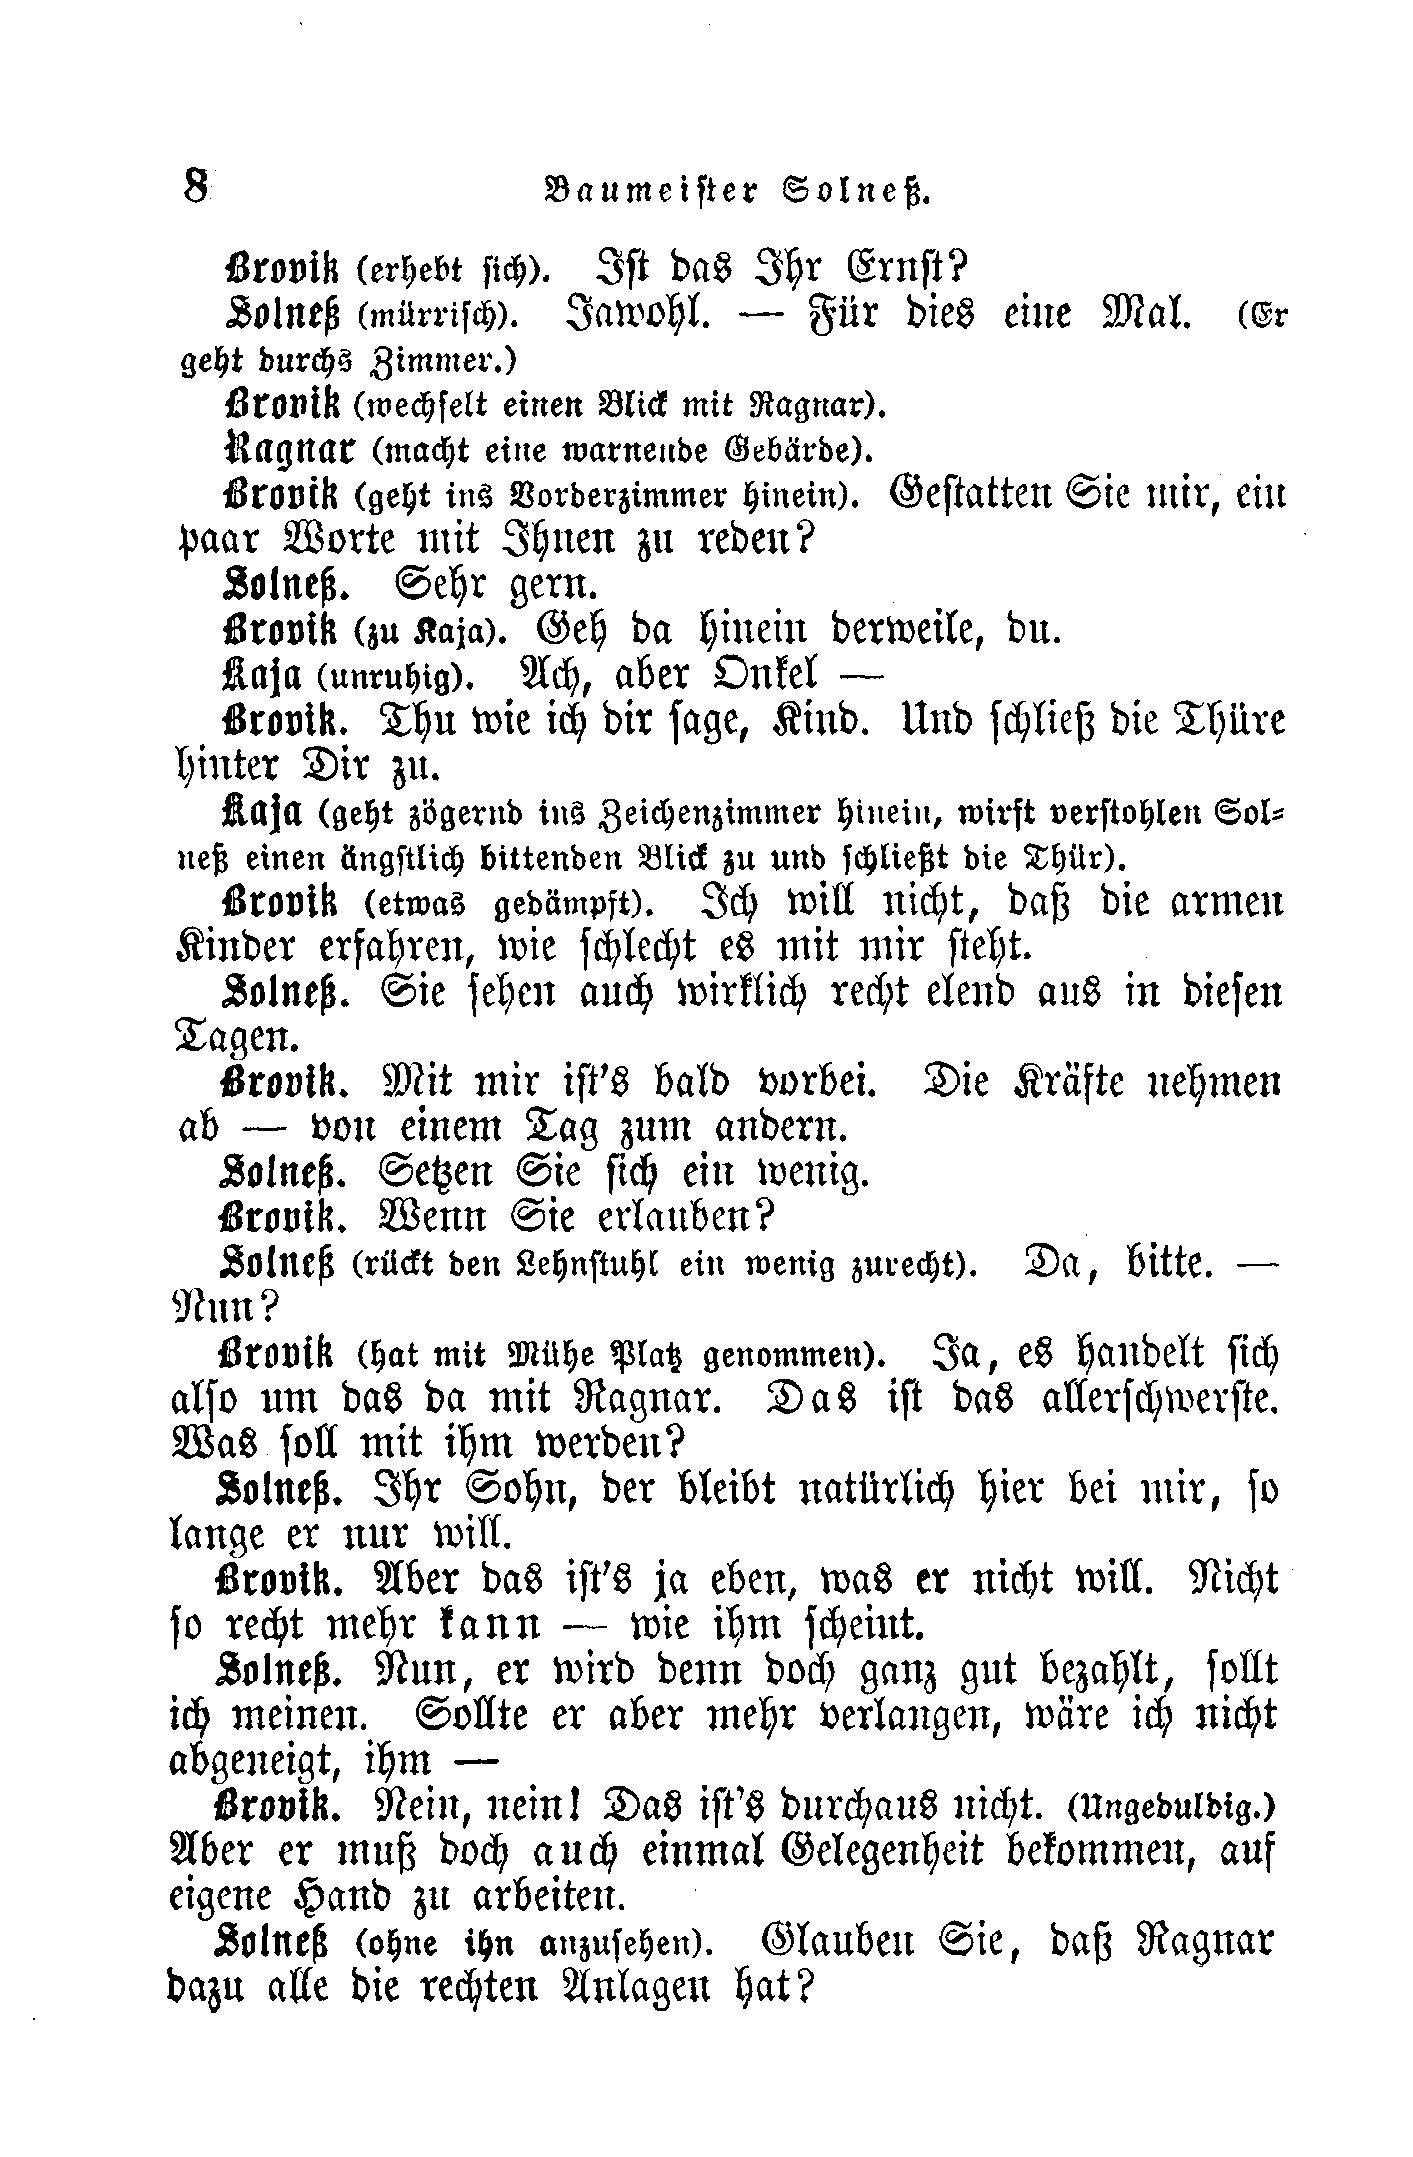 8 Baumeister Solneß.
Brovik (erhebt sich). Ist das Ihr Ernst?
Solneß (mürrisch). Jawohl. — Für dies eine Mal. (Er
geht durchs Zimmer.)
Brovik (wechselt einen Blick mit Ragnar).
Ragnar (macht eine warnende Gebärde).
Brovik (geht ins Vorderzimmer hinein). Gestatten Sie mir, ein
paar Worte mit Ihnen zu reden?
Solneß. Sehr gern.
Brovik (zu Kaja). Geh da hinein derweile, du.
Kaja (unruhig). Ach, aber Onkel —
Brovik. Thu wie ich dir sage, Kind. Und schließ die Thüre
hinter Dir zu.
Kaja (geht zögernd ins Zeichenzimmer hinein, wirft verstohlen Sol-
neß einen ängstlich bittenden Blick zu und schließt die Thür).
Brovik (etwas gedämpft). Ich will nicht, daß die armen
Kinder erfahren, wie schlecht es mit mir steht.
Solneß. Sie sehen auch wirklich recht elend aus in diesen
Tagen.
Brovik. Mit mir ist's bald vorbei. Die Kräfte nehmen
ab — von einem Tag zum andern.
Solneß. Setzen Sie sich ein wenig.
Brovik. Wenn Sie erlauben?
Solneß (rückt den Lehnstuhl ein wenig zurecht). Da, bitte. —
Nun?
Brovik (hat mit Mühe Platz genommen). Ja, es handelt sich
also um das da mit Ragnar. Das ist das allerschwerste.
Was soll mit ihm werden?
Solneß. Ihr Sohn, der bleibt natürlich hier bei mir, so
lange er nur will.
Brovik. Aber das ist's ja eben, was er nicht will. Nicht
so recht mehr kann — wie ihm scheint.
Solneß. Nun, er wird denn doch ganz gut bezahlt, sollt
ich meinen. Sollte er aber mehr verlangen, wäre ich nicht
abgeneigt, ihm —
Brovik. Nein, nein! Das ist's durchaus nicht. (Ungeduldig.)
Aber er muß doch auch einmal Gelegenheit bekommen, auf
eigene Hand zu arbeiten.
Solneß (ohne ihn anzusehen). Glauben Sie, daß Ragnar
dazu alle die rechten Anlagen hat?